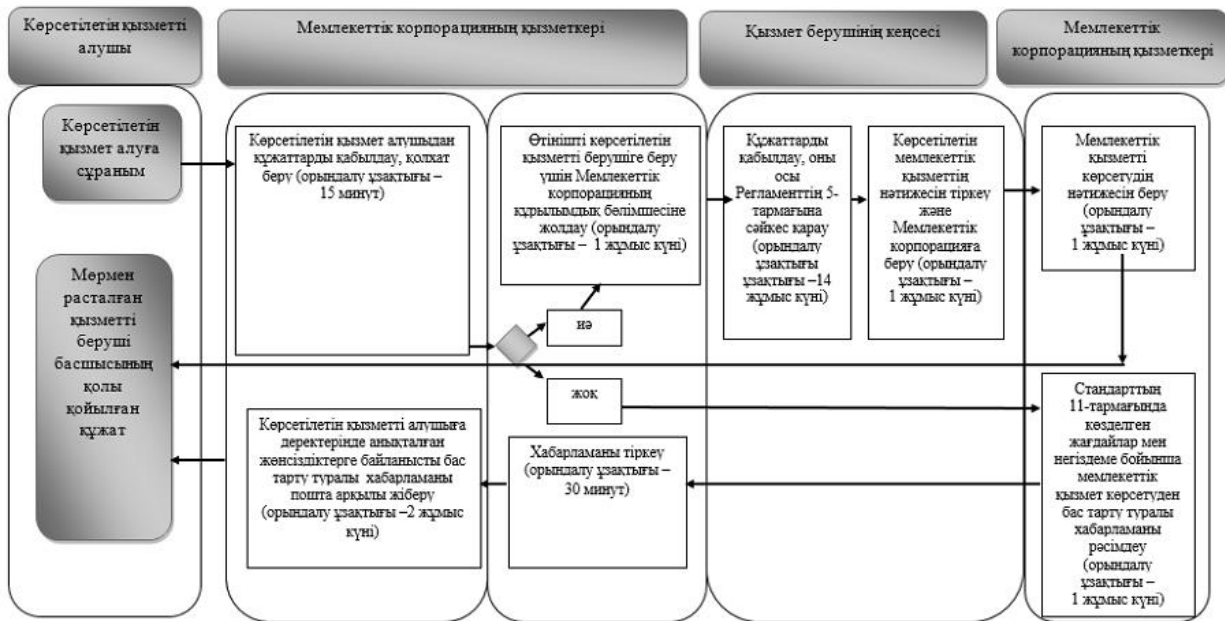 Көрсетілетін қызметті
алушы
Мемлекеттік корпорацияның қызметкері
Қызмет берушінің кеңсесі
Мемлекеттік
корпорацияның қызметкері
Көрсетілетін
қызмет алуға
сұраным
Көрсетілетін қызмет алушыдан
құжаттарды қабылдау, қолхат
беру (орындалу ұзақтығы –
15 минут)
Өтінішті көрсетілетін
қызметті берушіге беру
үшін Мемлекеттік
корпорацияның
құрылымдық бөлімшесіне
жолдау (орындалу
ұзақтығы – 1 жұмыс күні)
Құжаттарды
қабылдау, оны
осы
Регламенттің 5-
тармағына
сәйкес қарау
(орындалу
ұзақтығы
ұзақтығы –14
жұмыс күні)
Көрсетілетін
мемлекеттік
қызметтің
нәтижесін тіркеу
және
Мемлекеттік
корпорацияға
беру (орындалу
ұзақтығы –
1 жұмыс күні)
Мемлекеттік
қызметті
көрсетудің
нәтижесін беру
(орындалу
ұзақтығы –
1 жұмыс күні)
Мөрмен
расталған
қызметті
беруші
басшысының
қолы
қойылған
құжат
иә
жоқ
Көрсетілетін қызметті алушыға
деректерінде анықталған
жөнсіздіктерге байланысты бас
тарту туралы хабарламаны
пошта арқылы жіберу
(орындалу ұзақтығы –2 жұмыс
күні)
Хабарламаны тіркеу
(орындалу ұзақтығы –
30 минут)
Стандарттың
11-тармағында
көзделген
жағдайлар мен
негіздеме бойынша
мемлекеттік
қызмет көрсетуден
бас тарту туралы
хабарламаны
рәсімдеу
(орындалу
ұзақтығы –
1 жұмыс күні)